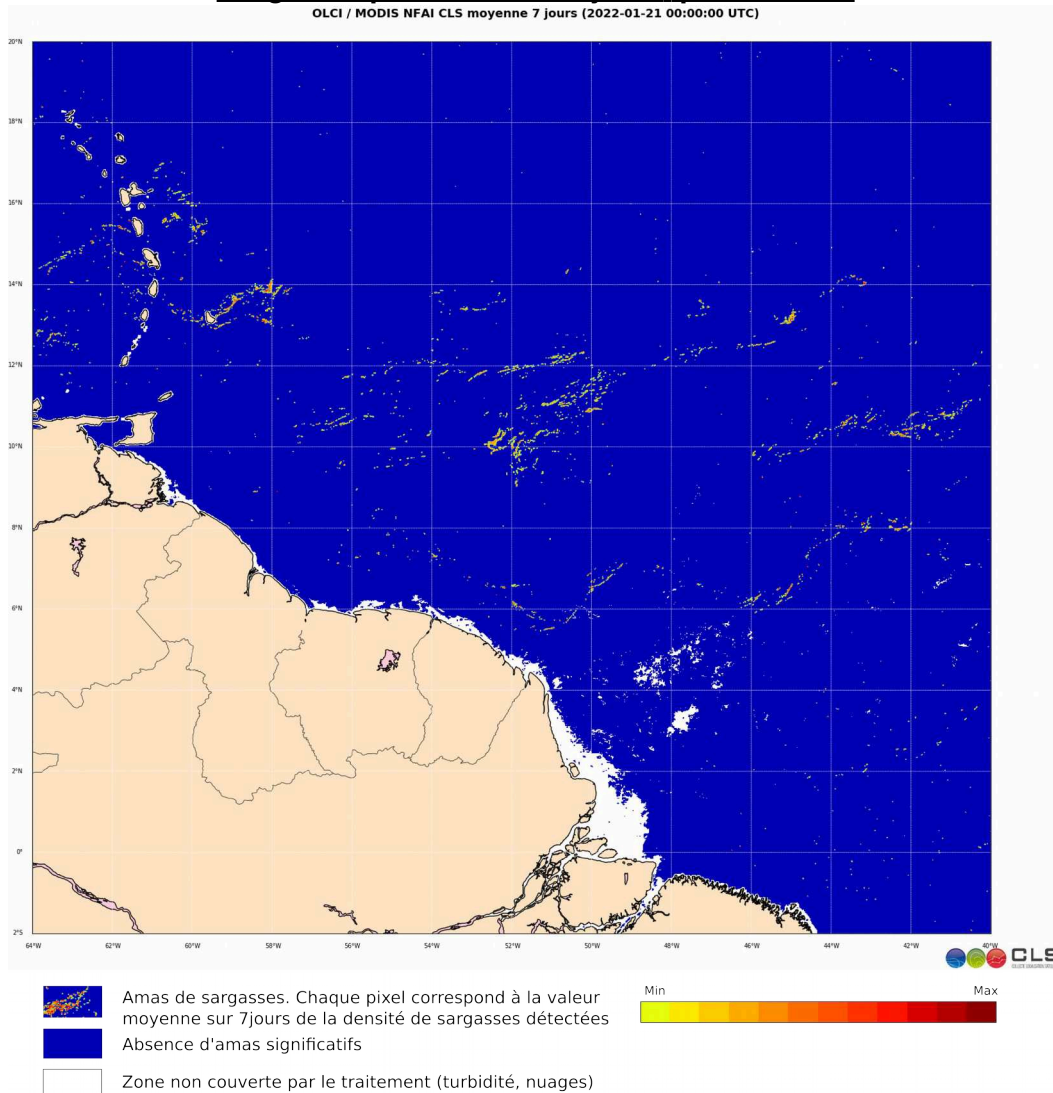 OLCI / MODIS NFAI CLS moyenne 7 jours (2022-01-21 00:00:00 UTC)
20°N
18°N
16°N
14°N
12°N
10°N
8°N
6°N
4°N
2°N
0°
2°S
64°W 62°W 60°W 58°W 56°W 54°W 52°W 50°W 48°W 46°W 44°W 42°W 40°W
CLS
Min Max
Amas de sargasses. Chaque pixel correspond à la valeur
moyenne sur 7jours de la densité de sargasses détectées
Absence d'amas significatifs
Zone non couverte par le traitement (turbidité, nuages)